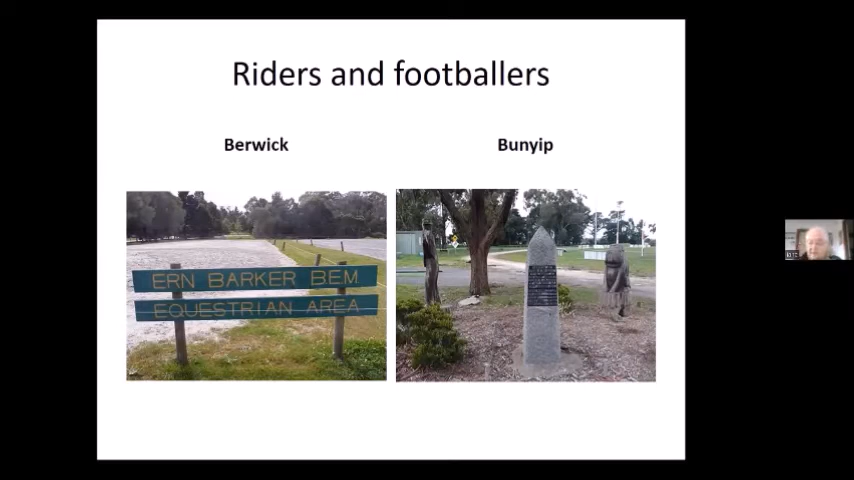 Riders and footballers
Berwick
Bunyip
ERN BARKER BEM
EQUESTRIAN AREA